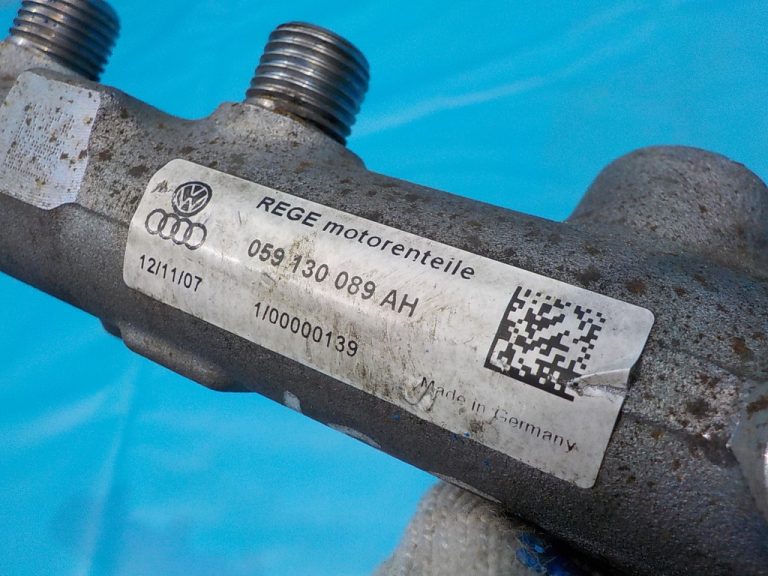 REGE motorenteile
059 130 089 AH
12/11/07
1/00000139
Made in Germany